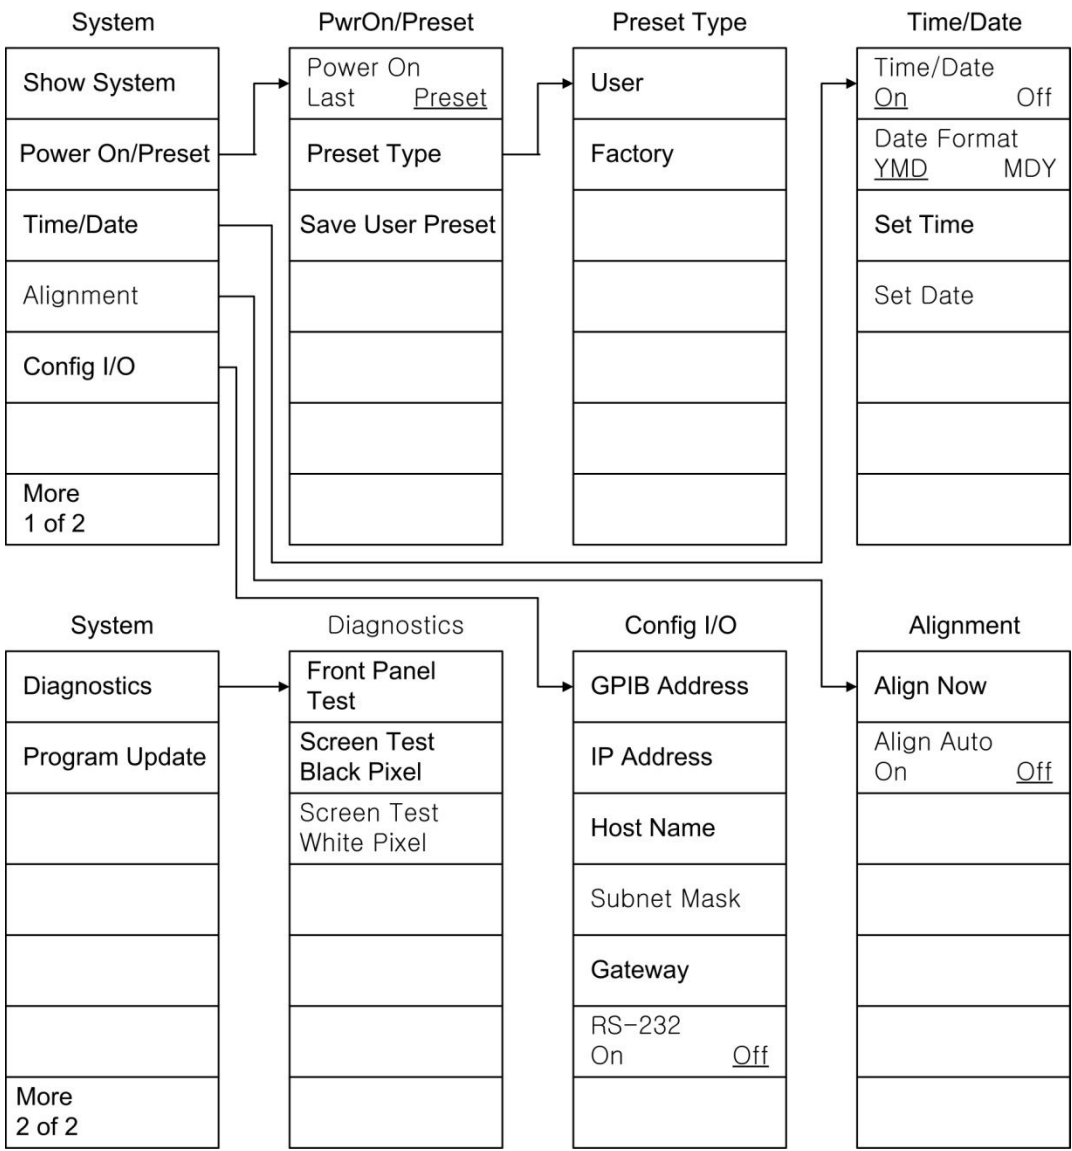 System
Show System
Power On/Preset
Time/Date
Alignment
Config I/O
More
1 of 2
PwrOn/Preset
Power On
Last Preset
Preset Type
Save User Preset
Preset Type
User
Factory
Time/Date
Time/Date
On Off
Date Format
YMD MDY
Set Time
Set Date
System
Diagnostics
Program Update
More
2 of 2
Diagnostics
Front Panel
Test
Screen Test
Black Pixel
Screen Test
White Pixel
Config I/O
GPIB Address
IP Address
Host Name
Subnet Mask
Gateway
RS-232
On Off
Alignment
Align Now
Align Auto
On Off